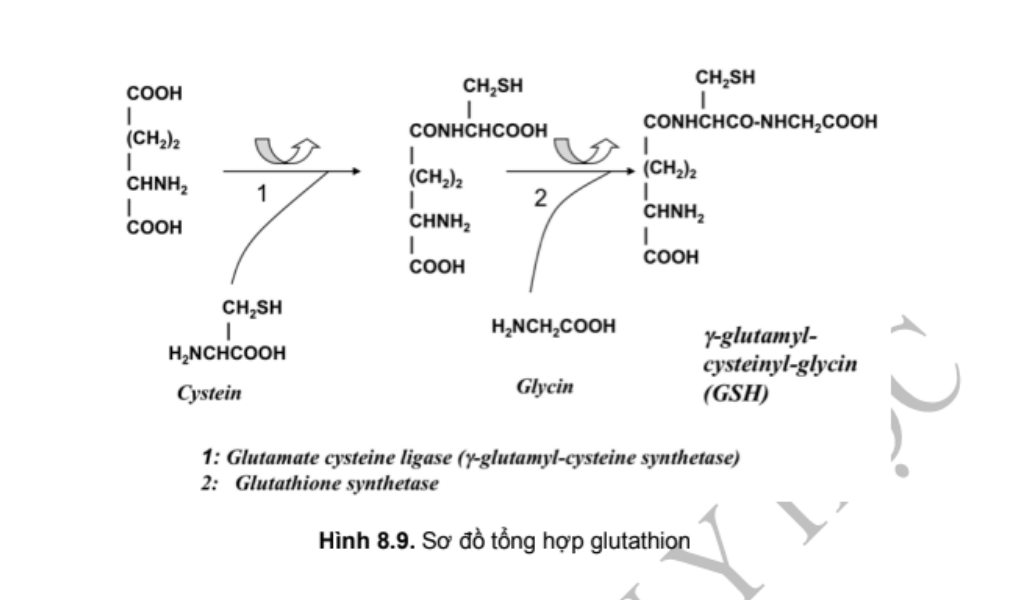 COOH
|
(CH₂)₂
|
CHNH₂
|
COOH
1
CH₂SH
|
H₂NCHCOOH
Cystein
CH₂SH
|
CONHCHCOOH
|
(CH₂)₂
|
CHNH₂
|
COOH
2
H₂NCH₂COOH
Glycin
CH₂SH
|
CONHCHCO-NHCH₂COOH
|
(CH₂)₂
|
CHNH₂
|
COOH
γ-glutamyl-
cysteinyl-glycin
(GSH)
1: Glutamate cysteine ligase (γ-glutamyl-cysteine synthetase)
2: Glutathione synthetase
Hình 8.9. Sơ đồ tổng hợp glutathion